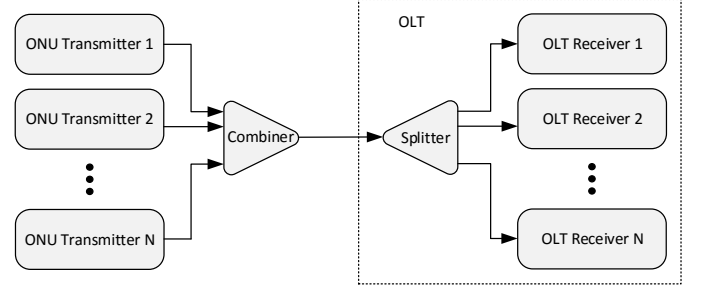 OLT
ONU Transmitter 1
OLT Receiver 1
ONU Transmitter 2
Combiner
Splitter
OLT Receiver 2
ONU Transmitter N
OLT Receiver N